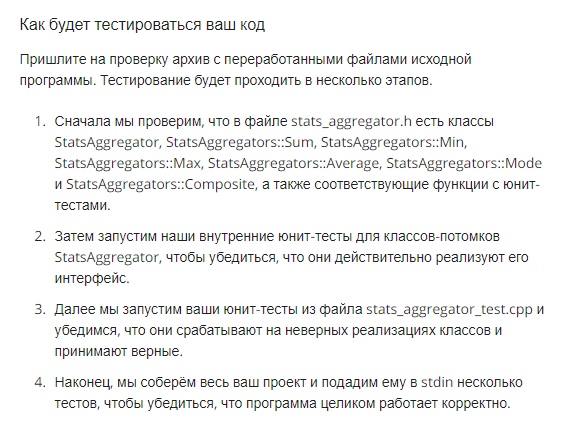 Как будет тестироваться ваш код
Пришлите на проверку архив с переработанными файлами исходной
программы. Тестирование будет проходить в несколько этапов.
1. Сначала мы проверим, что в файле stats_aggregator.h есть классы
StatsAggregator, StatsAggregators::Sum, StatsAggregators::Min,
StatsAggregators::Max, StatsAggregators::Average, StatsAggregators::Mode
и StatsAggregators::Composite, а также соответствующие функции с юнит-
тестами.
2. Затем запустим наши внутренние юнит-тесты для классов-потомков
StatsAggregator, чтобы убедиться, что они действительно реализуют его
интерфейс.
3. Далее мы запустим ваши юнит-тесты из файла stats_aggregator_test.cpp и
убедимся, что они срабатывают на неверных реализациях классов и
принимают верные.
4. Наконец, мы соберём весь ваш проект и подадим ему в stdin несколько
тестов, чтобы убедиться, что программа целиком работает корректно.